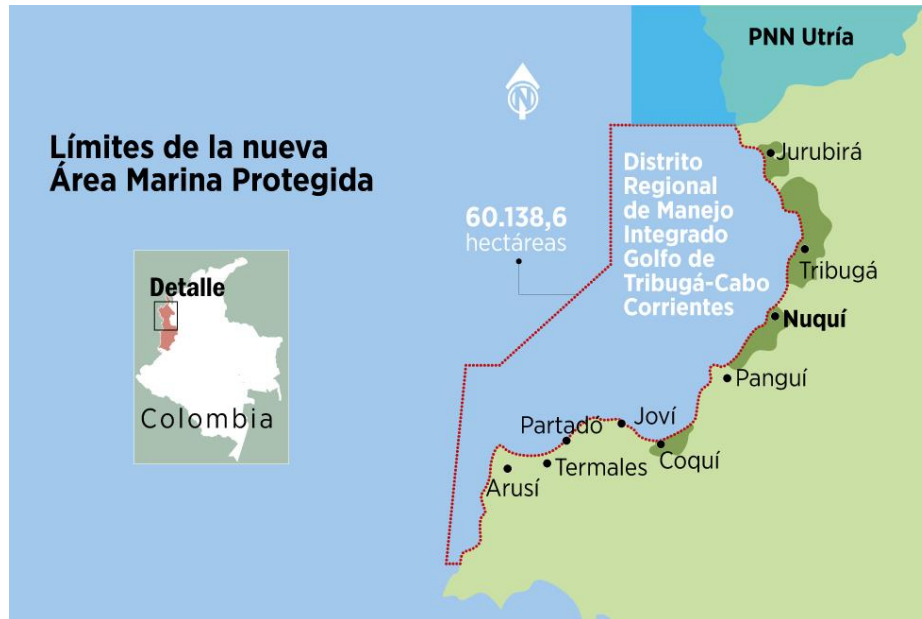 PNN Utría
N
Límites de la nueva
Área Marina Protegida
Jurubirá
Distrito
Regional
de Manejo
Integrado
Golfo de
Tribugá-Cabo
Corrientes
60.138,6
hectáreas
Tribugá
Detalle
Nuquí
Panguí
Colombia
Partadó
Joví
Coquí
Termales
Arusí